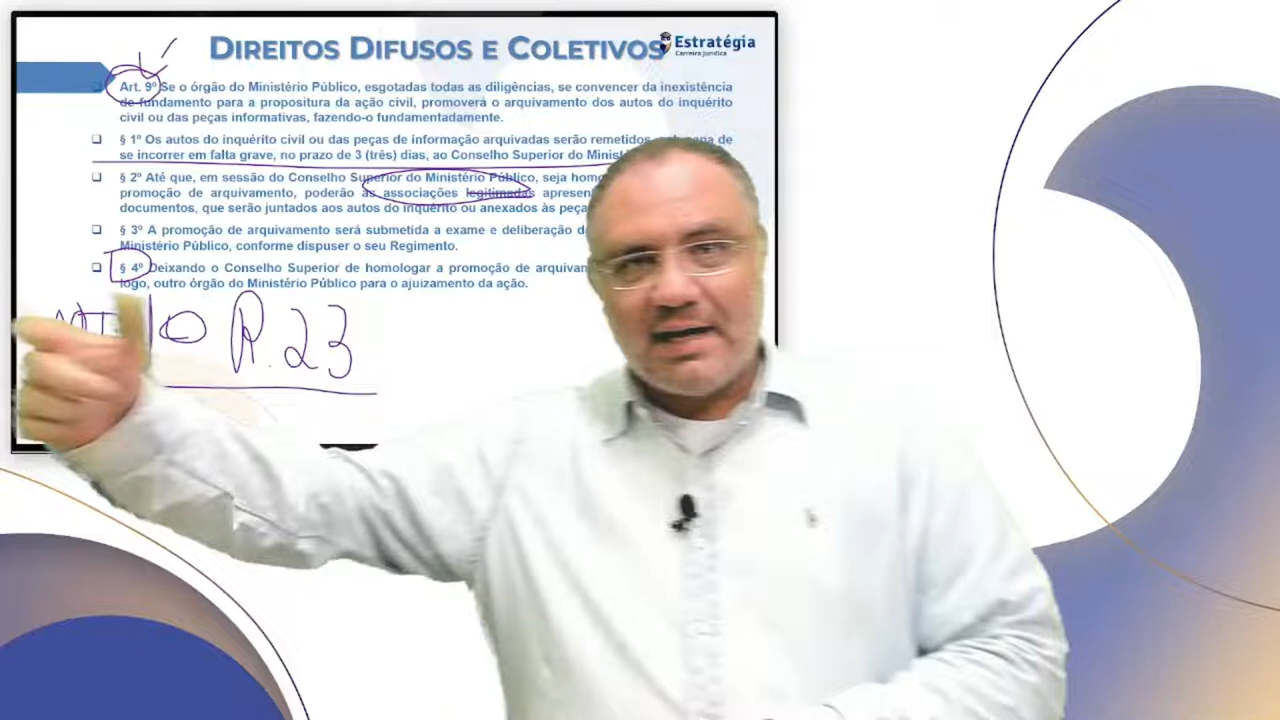 DIREITOS DIFUSOS E COLETIVOS
Estratégia
Carreira Jurídica
Art. 9º Se o órgão do Ministério Público, esgotadas todas as diligências, se convencer da inexistência
de fundamento para a propositura da ação civil, promoverá o arquivamento dos autos do inquérito
civil ou das peças informativas, fazendo-o fundamentadamente.
§ 1º Os autos do inquérito civil ou das peças de informação arquivadas serão remetidos, de
se incorrer em falta grave, no prazo de 3 (três) dias, ao Conselho Superior do
§ 2º Até que, em sessão do Conselho Superior do Ministério Público, seja
promoção de arquivamento, poderão as associações legitimadas
documentos, que serão juntados aos autos do inquérito ou anexados às
§ 3º A promoção de arquivamento será submetida a exame e deliberação
Ministério Público, conforme dispuser o seu Regimento.
§ 4º Deixando o Conselho Superior de homologar a promoção de
logo, outro órgão do Ministério Público para o ajuizamento da ação.
R.23